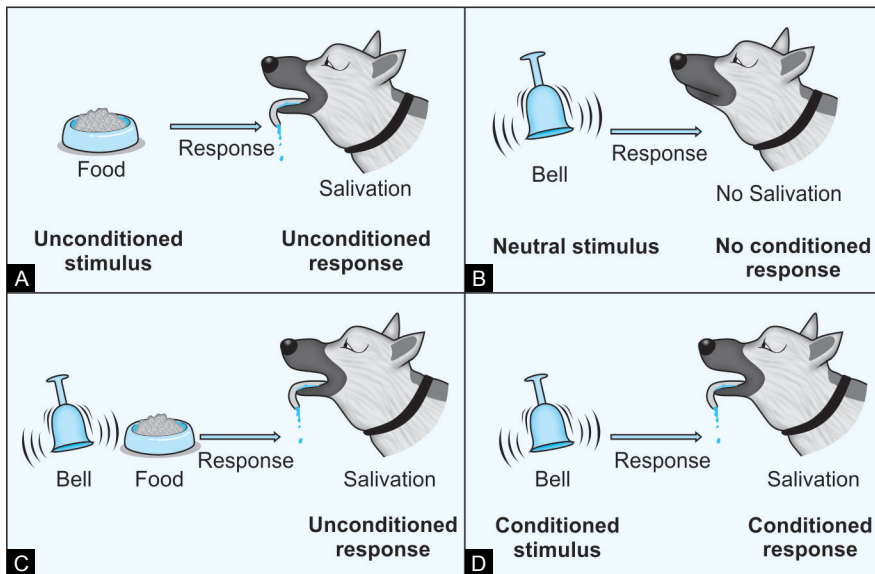 Food
Response
Salivation
Unconditioned
stimulus
Unconditioned
response
A
Bell
Response
No Salivation
Neutral stimulus
No conditioned
response
B
Bell
Food
Response
Salivation
Unconditioned
response
C
Bell
Response
Salivation
Conditioned
stimulus
Conditioned
response
D